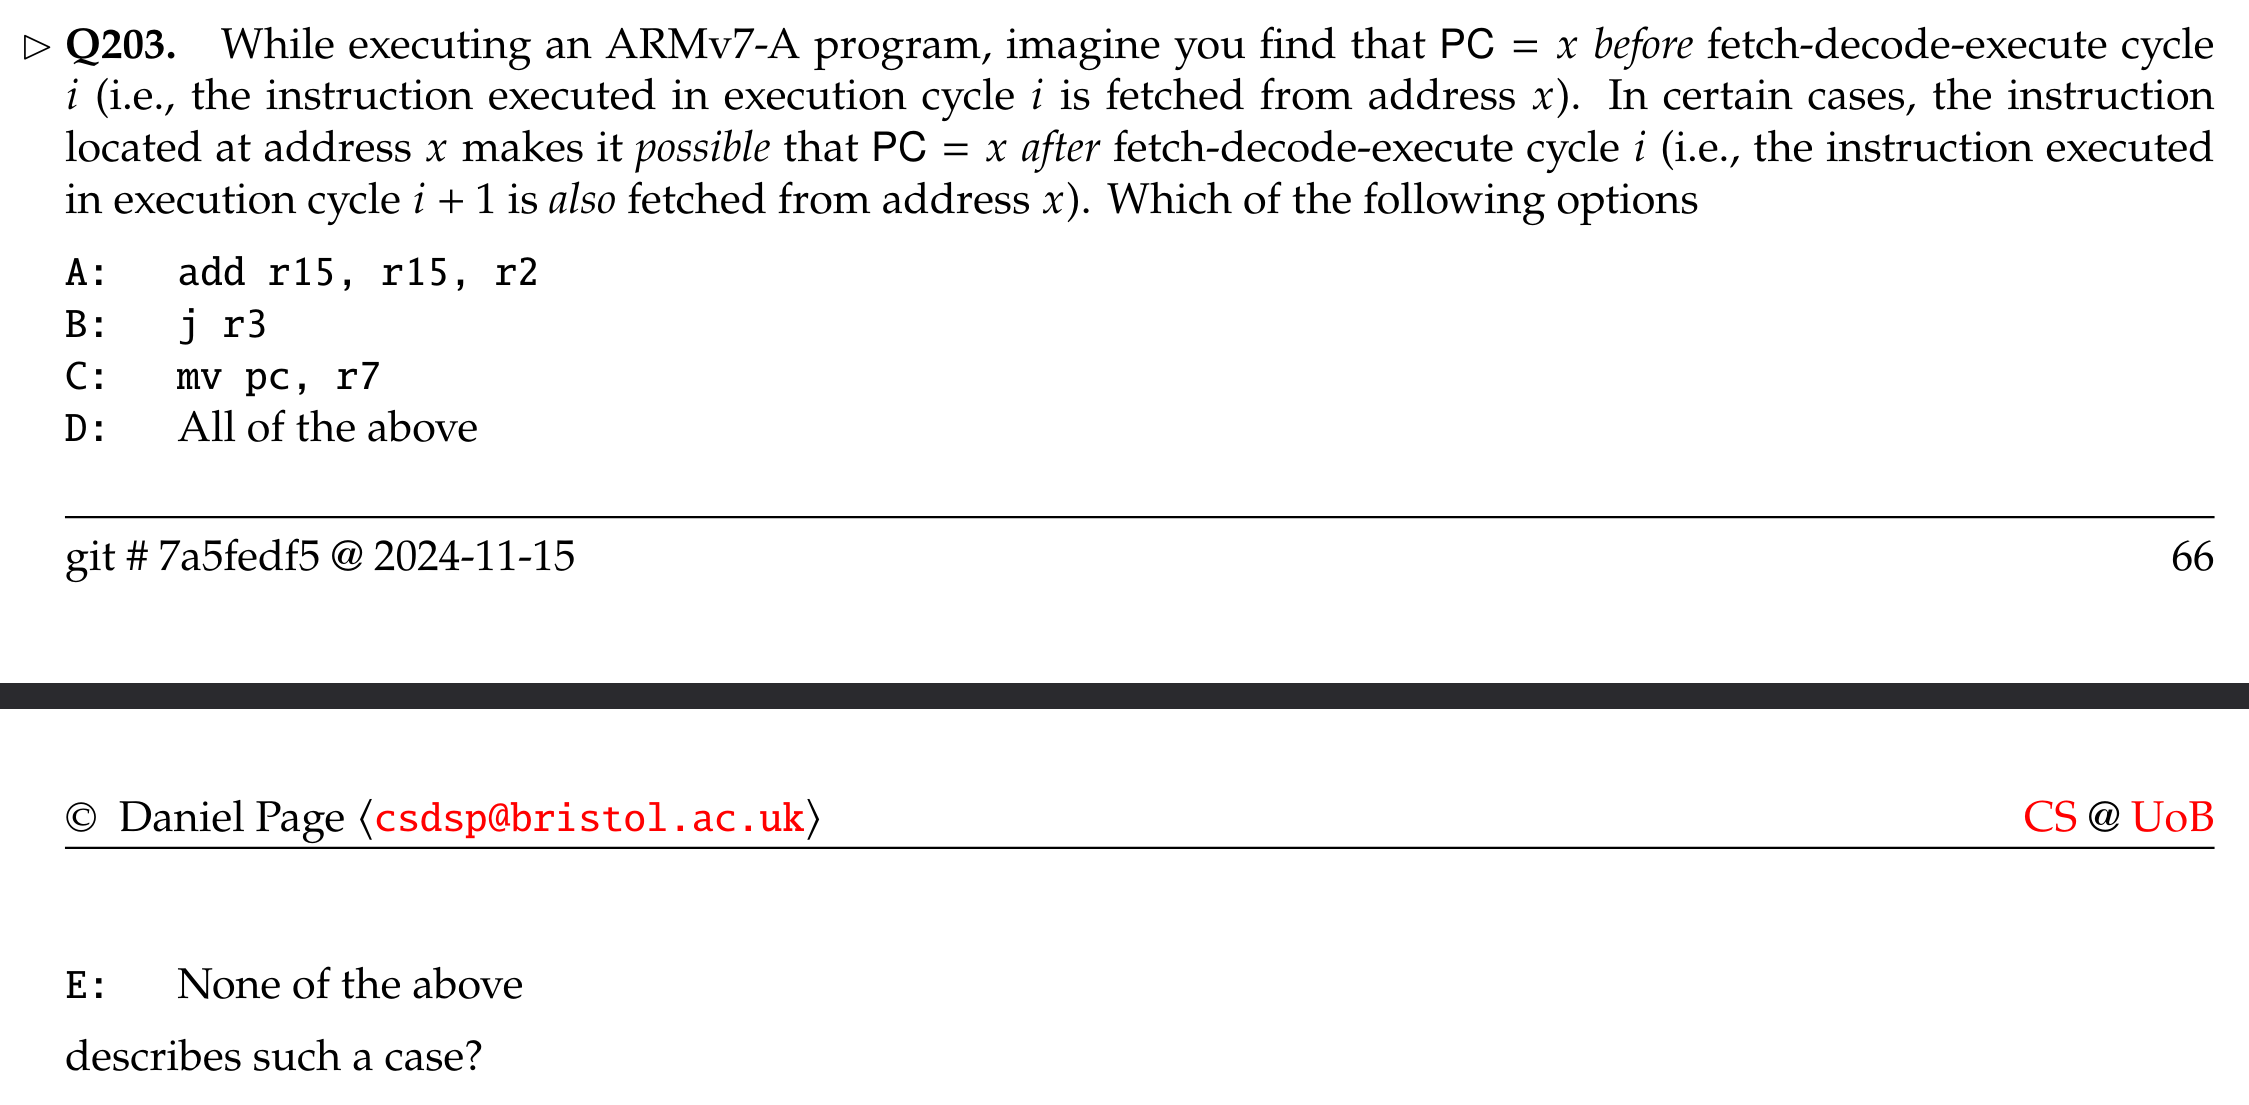 ▷ Q203. While executing an ARMv7-A program, imagine you find that PC = x before fetch-decode-execute cycle
i (i.e., the instruction executed in execution cycle i is fetched from address x). In certain cases, the instruction
located at address x makes it possible that PC = x after fetch-decode-execute cycle i (i.e., the instruction executed
in execution cycle i + 1 is also fetched from address x). Which of the following options
A: add r15, r15, r2
B: j r3
C: mv pc, r7
D: All of the above
git # 7a5fedf5 @ 2024-11-15 66
© Daniel Page ⟨csdsp@bristol.ac.uk⟩ CS @ UoB
E: None of the above
describes such a case?